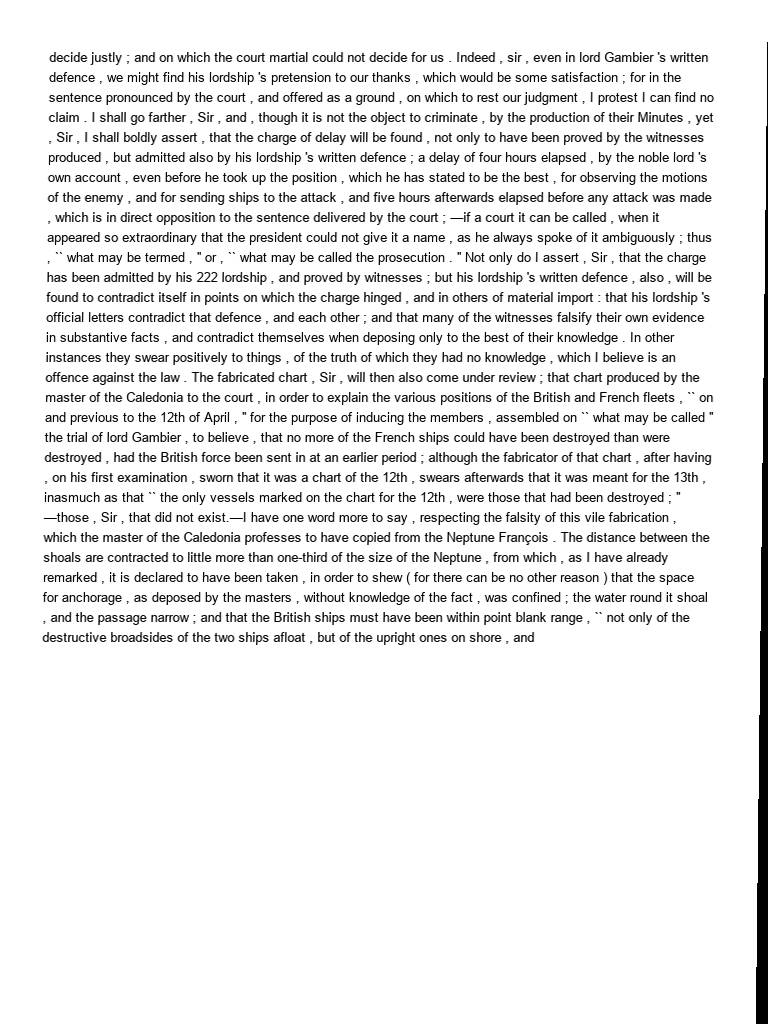 decide justly ; and on which the court martial could not decide for us . Indeed , sir , even in lord Gambier 's written
defence , we might find his lordship 's pretension to our thanks , which would be some satisfaction ; for in the
sentence pronounced by the court , and offered as a ground , on which to rest our judgment , I protest I can find no
claim . I shall go farther , Sir , and , though it is not the object to criminate , by the production of their Minutes , yet
, Sir , I shall boldly assert , that the charge of delay will be found , not only to have been proved by the witnesses
produced , but admitted also by his lordship 's written defence ; a delay of four hours elapsed , by the noble lord 's
own account , even before he took up the position , which he has stated to be the best , for observing the motions
of the enemy , and for sending ships to the attack , and five hours afterwards elapsed before any attack was made
, which is in direct opposition to the sentence delivered by the court ; —if a court it can be called , when it
appeared so extraordinary that the president could not give it a name , as he always spoke of it ambiguously ; thus
, `` what may be termed , " or , `` what may be called the prosecution . " Not only do I assert , Sir , that the charge
has been admitted by his 222 lordship , and proved by witnesses ; but his lordship 's written defence , also , will be
found to contradict itself in points on which the charge hinged , and in others of material import : that his lordship 's
official letters contradict that defence , and each other ; and that many of the witnesses falsify their own evidence
in substantive facts , and contradict themselves when deposing only to the best of their knowledge . In other
instances they swear positively to things , of the truth of which they had no knowledge , which I believe is an
offence against the law . The fabricated chart , Sir , will then also come under review ; that chart produced by the
master of the Caledonia to the court , in order to explain the various positions of the British and French fleets , `` on
and previous to the 12th of April , " for the purpose of inducing the members , assembled on `` what may be called "
the trial of lord Gambier , to believe , that no more of the French ships could have been destroyed than were
destroyed , had the British force been sent in at an earlier period ; although the fabricator of that chart , after having
, on his first examination , sworn that it was a chart of the 12th , swears afterwards that it was meant for the 13th ,
inasmuch as that `` the only vessels marked on the chart for the 12th , were those that had been destroyed ; "
—those , Sir , that did not exist.—I have one word more to say , respecting the falsity of this vile fabrication ,
which the master of the Caledonia professes to have copied from the Neptune François . The distance between the
shoals are contracted to little more than one-third of the size of the Neptune , from which , as I have already
remarked , it is declared to have been taken , in order to shew ( for there can be no other reason ) that the space
for anchorage , as deposed by the masters , without knowledge of the fact , was confined ; the water round it shoal
, and the passage narrow ; and that the British ships must have been within point blank range , `` not only of the
destructive broadsides of the two ships afloat , but of the upright ones on shore , and